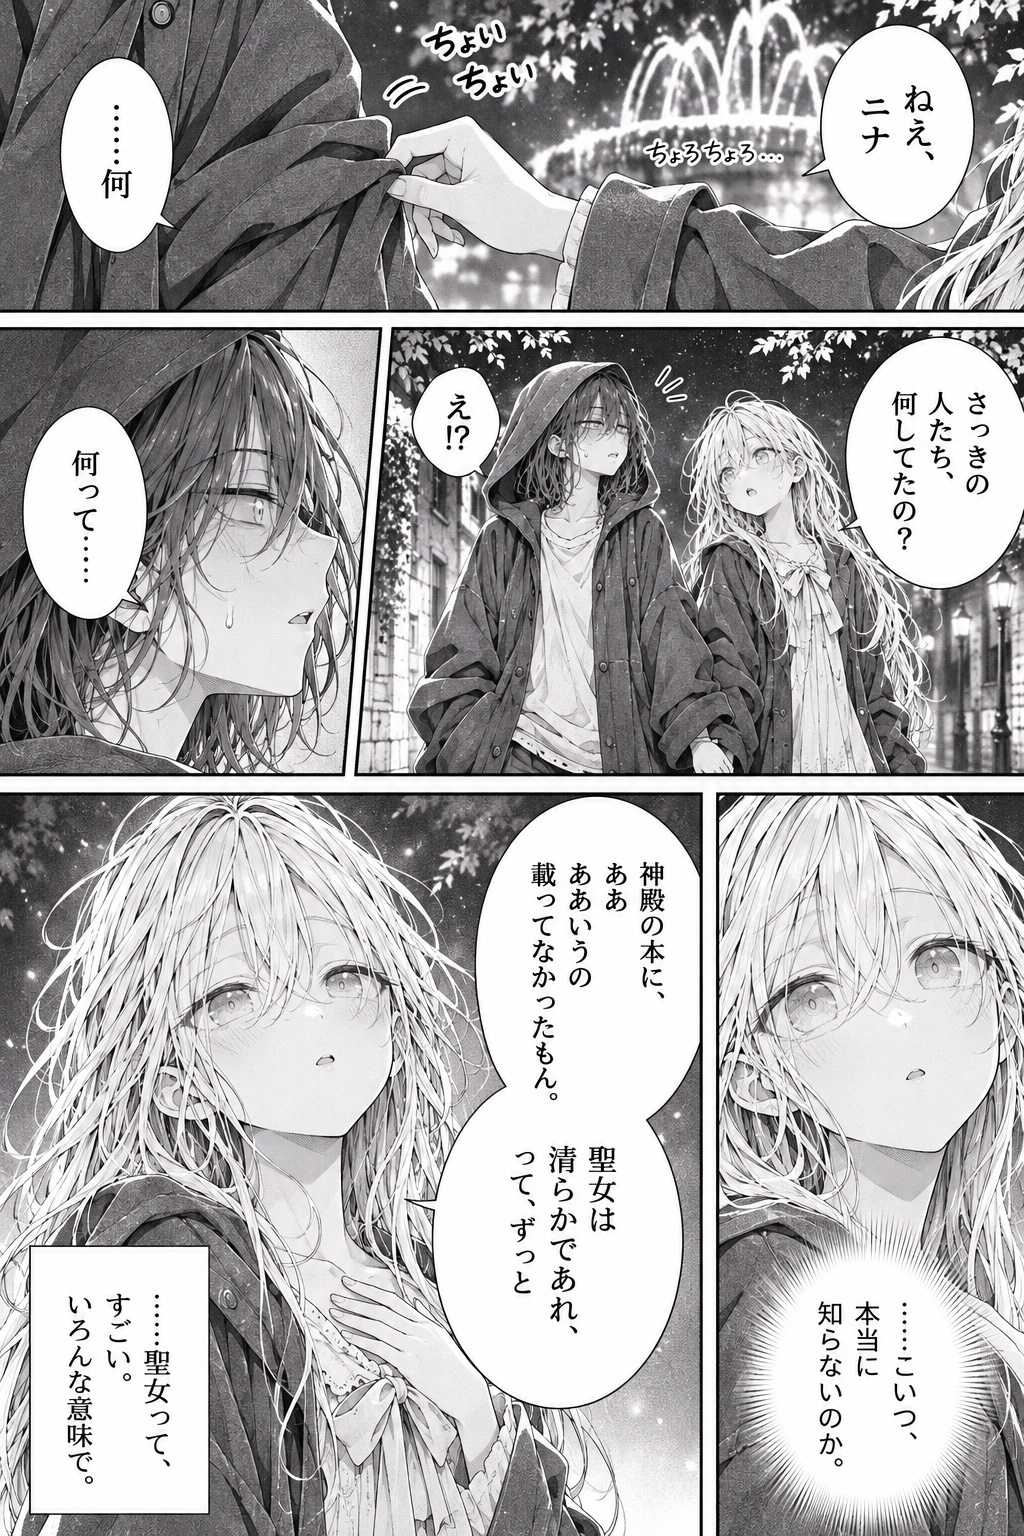 ねえ、
ニナ
ちょい
ちょい
ちょろちょろ…
……何
さっきの
人たち、
何してたの？
え!?
何って……
……こいつ、
本当に
知らないのか。
神殿の本に、
ああ
ああいうの
載ってなかったもん。
聖女は
清らかであれ、
って、ずっと
……聖女って、
すごい。
いろんな意味で。